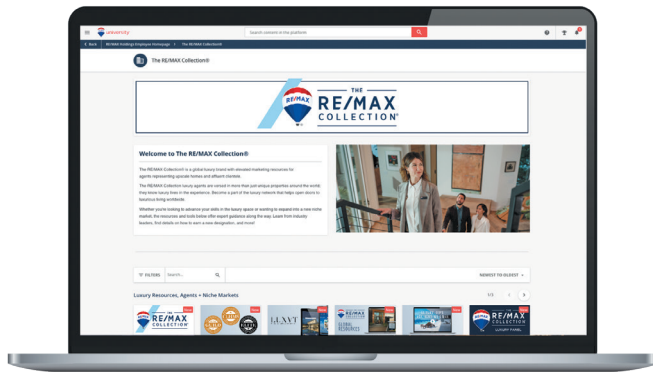 university
Search content in the platform
Back RE/MAX Holdings Employee Homepage > The RE/MAX Collection®
The RE/MAX Collection®
RE/MAX
THE
RE/MAX
COLLECTION®
Welcome to The RE/MAX Collection®
The RE/MAX Collection® is a global luxury brand with elevated marketing resources for
agents representing upscale homes and affluent clientele.
The RE/MAX Collection luxury agents are versed in more than just unique properties around the world;
they know luxury lives in the experience. Become a part of the luxury network that helps open doors to
luxurious living worldwide.
Whether you're looking to advance your skills in the luxury space or wanting to expand into a new niche
market, the resources and tools below offer expert guidance along the way. Learn from industry
leaders, find details on how to earn a new designation, and more!
FILTERS Search...
NEWEST TO OLDEST
Luxury Resources, Agents + Niche Markets
1/3
THE
RE/MAX
COLLECTION
GLOBAL
RESOURCES
RE/MAX
COLLECTION
LUXURY PANEL